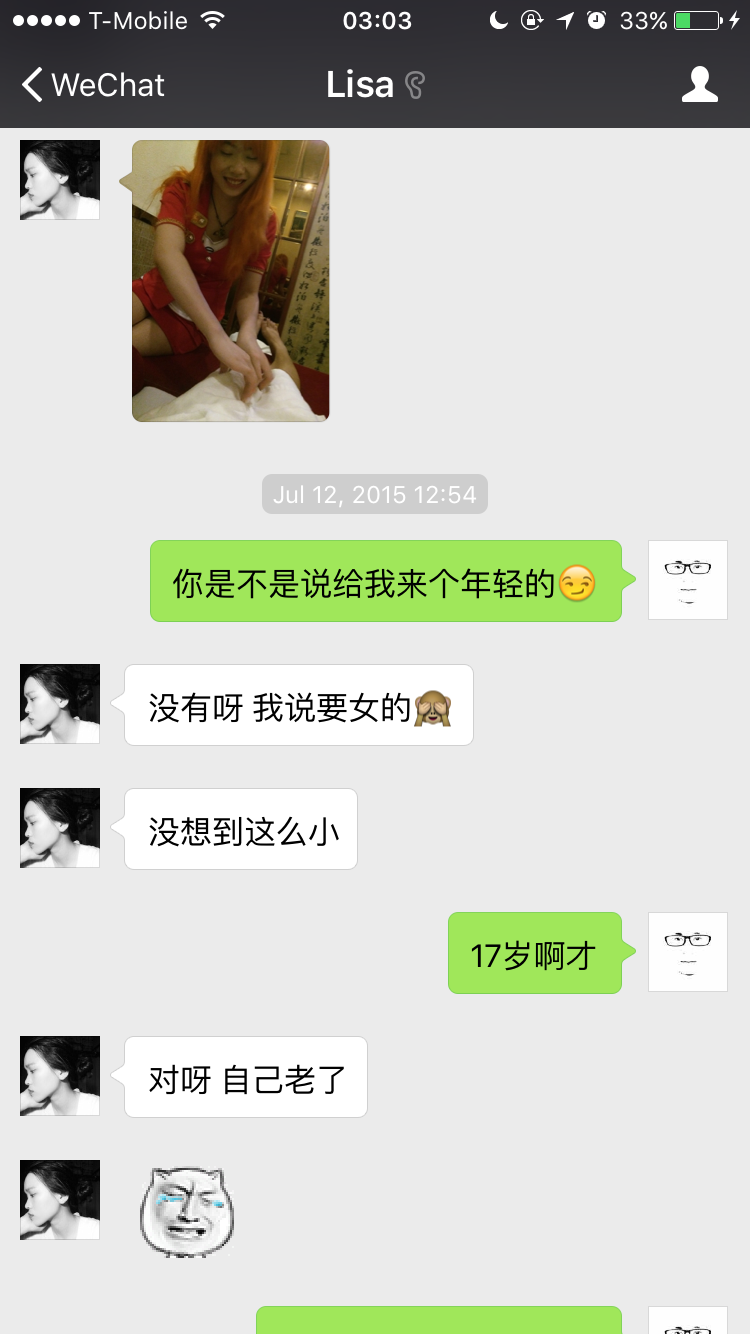 T-Mobile 03:03 33%
WeChat Lisa
Jul 12, 2015 12:54
你是不是说给我来个年轻的😏
没有呀 我说要女的🙈
没想到这么小
17岁啊才
对呀 自己老了